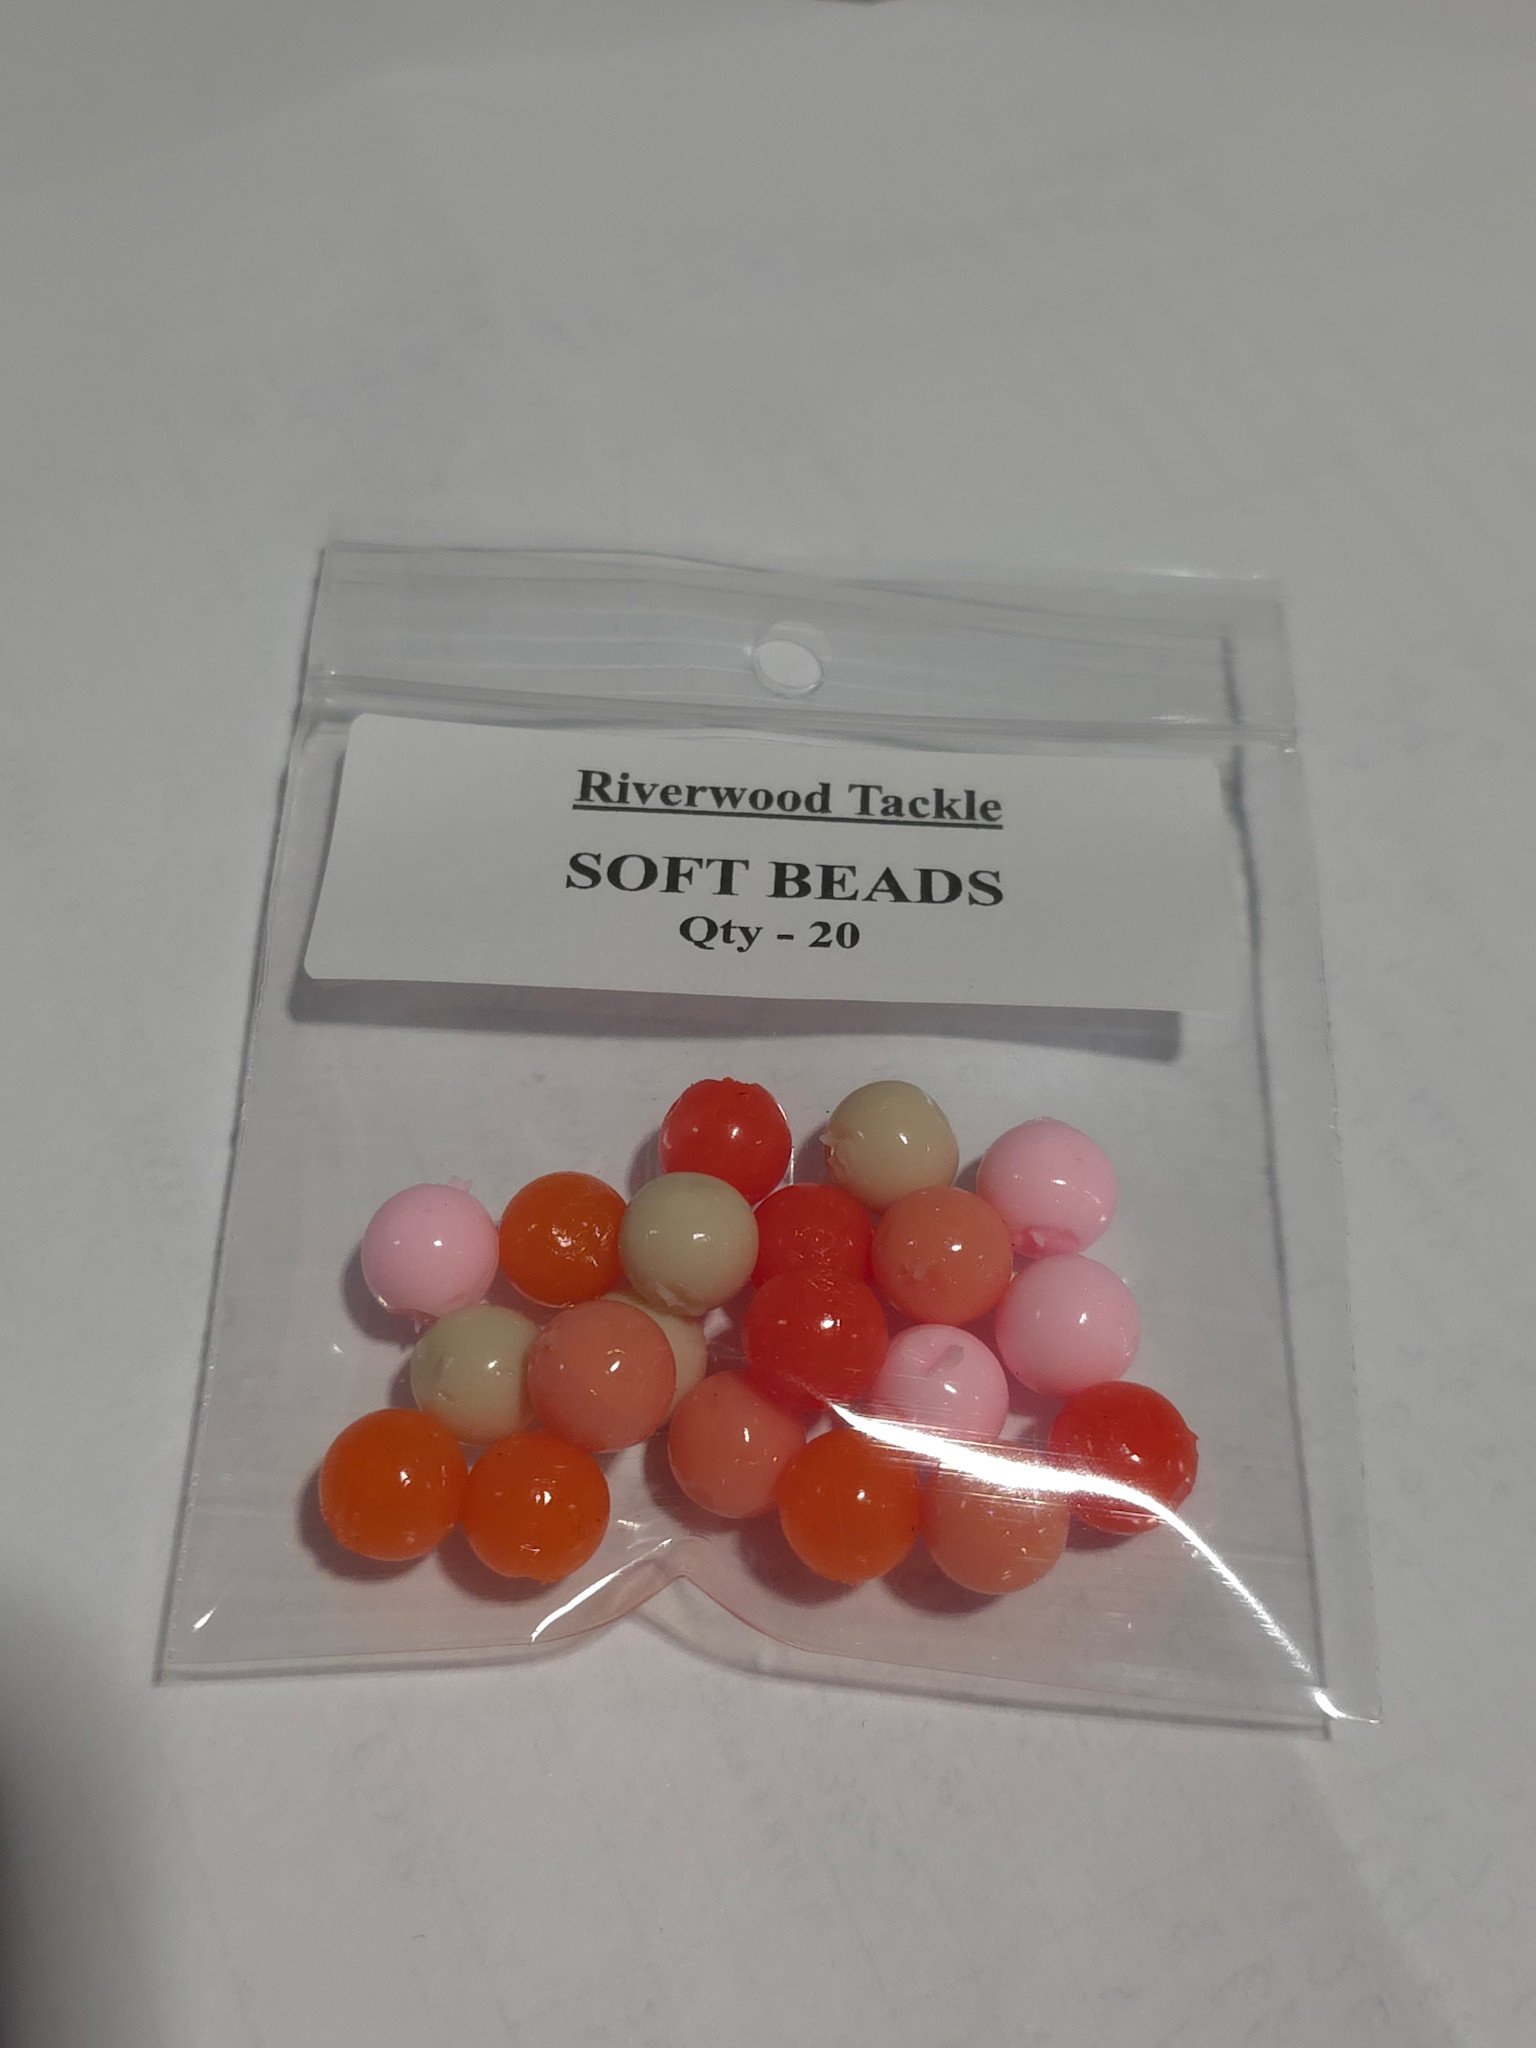 Riverwood Tackle
SOFT BEADS
Qty - 20